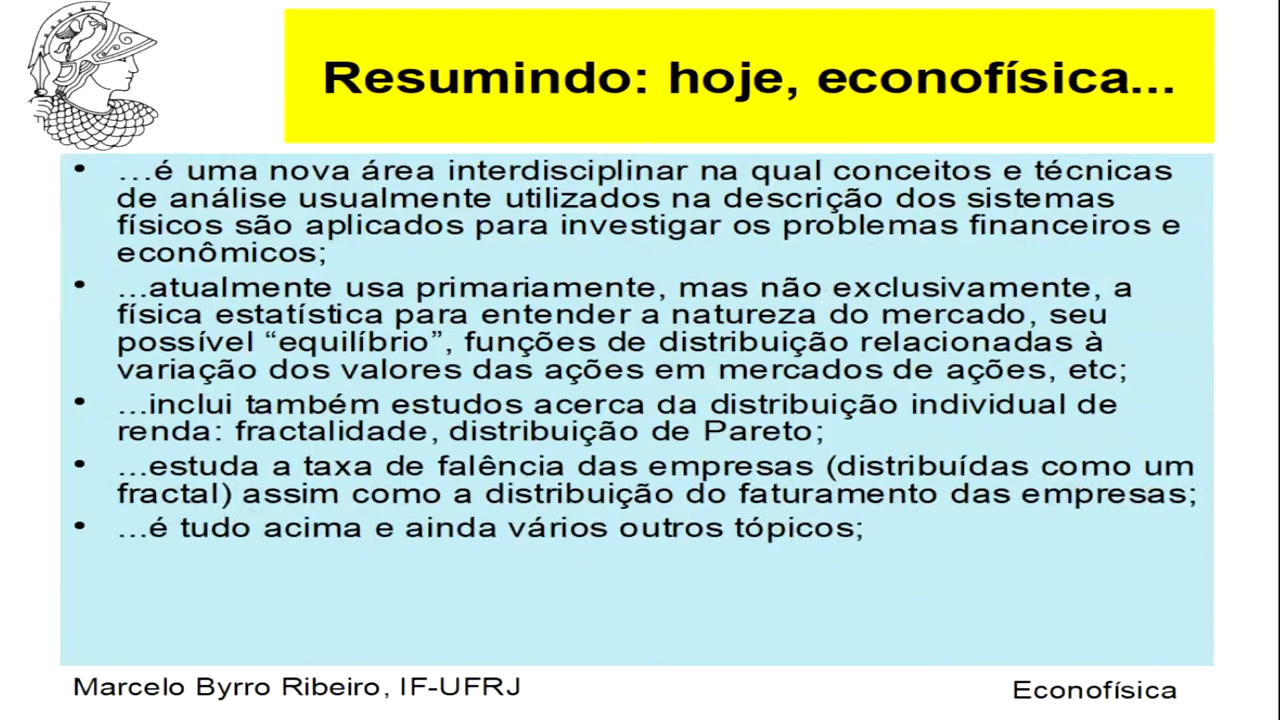 Resumindo: hoje, econofísica...
• ...é uma nova área interdisciplinar na qual conceitos e técnicas
de análise usualmente utilizados na descrição dos sistemas
físicos são aplicados para investigar os problemas financeiros e
econômicos;
• ...atualmente usa primariamente, mas não exclusivamente, a
física estatística para entender a natureza do mercado, seu
possível “equilíbrio”, funções de distribuição relacionadas à
variação dos valores das ações em mercados de ações, etc;
• ...inclui também estudos acerca da distribuição individual de
renda: fractalidade, distribuição de Pareto;
• ...estuda a taxa de falência das empresas (distribuídas como um
fractal) assim como a distribuição do faturamento das empresas;
• ...é tudo acima e ainda vários outros tópicos;
Marcelo Byrro Ribeiro, IF-UFRJ
Econofísica